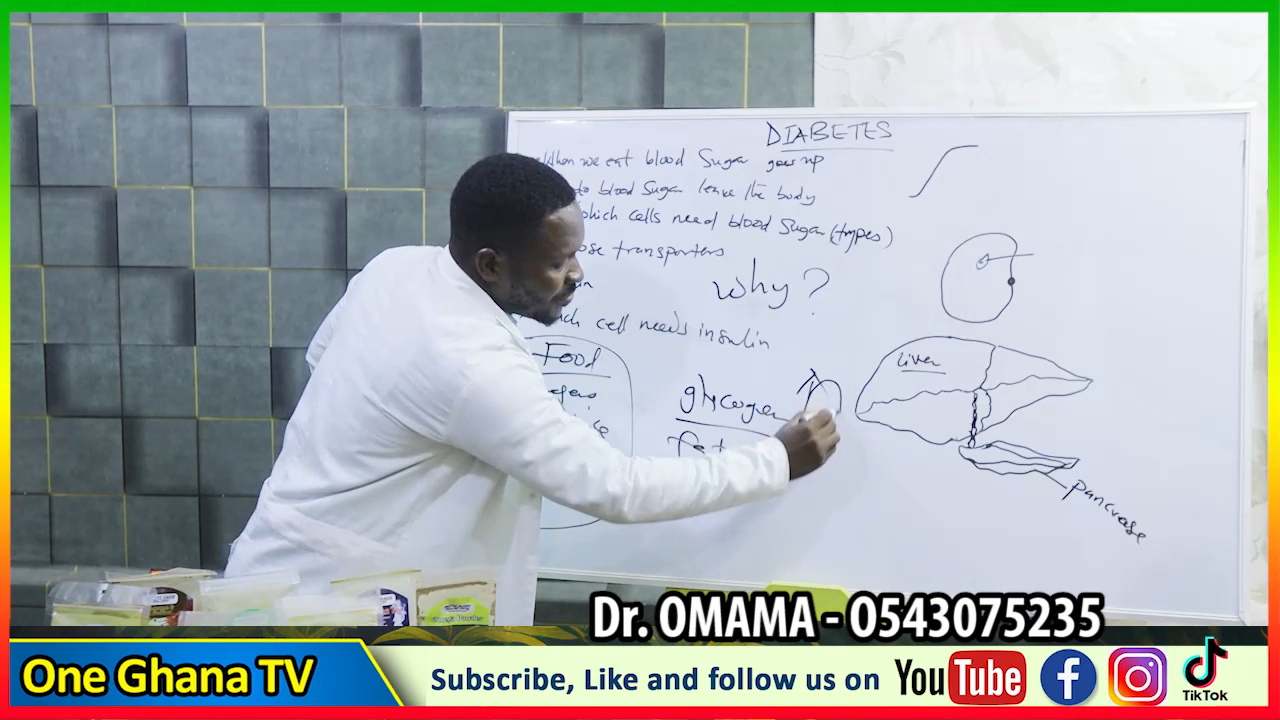 DIABETES
When we eat blood Sugar goes up
blood Sugar leave the body
which cells need blood Sugar (types)
ose transporters
why?
cell needs insulin
liver
Food
glycogen
fat
pancrease
Dr. OMAMA - 0543075235
One Ghana TV
Subscribe, Like and follow us on YouTube
TikTok